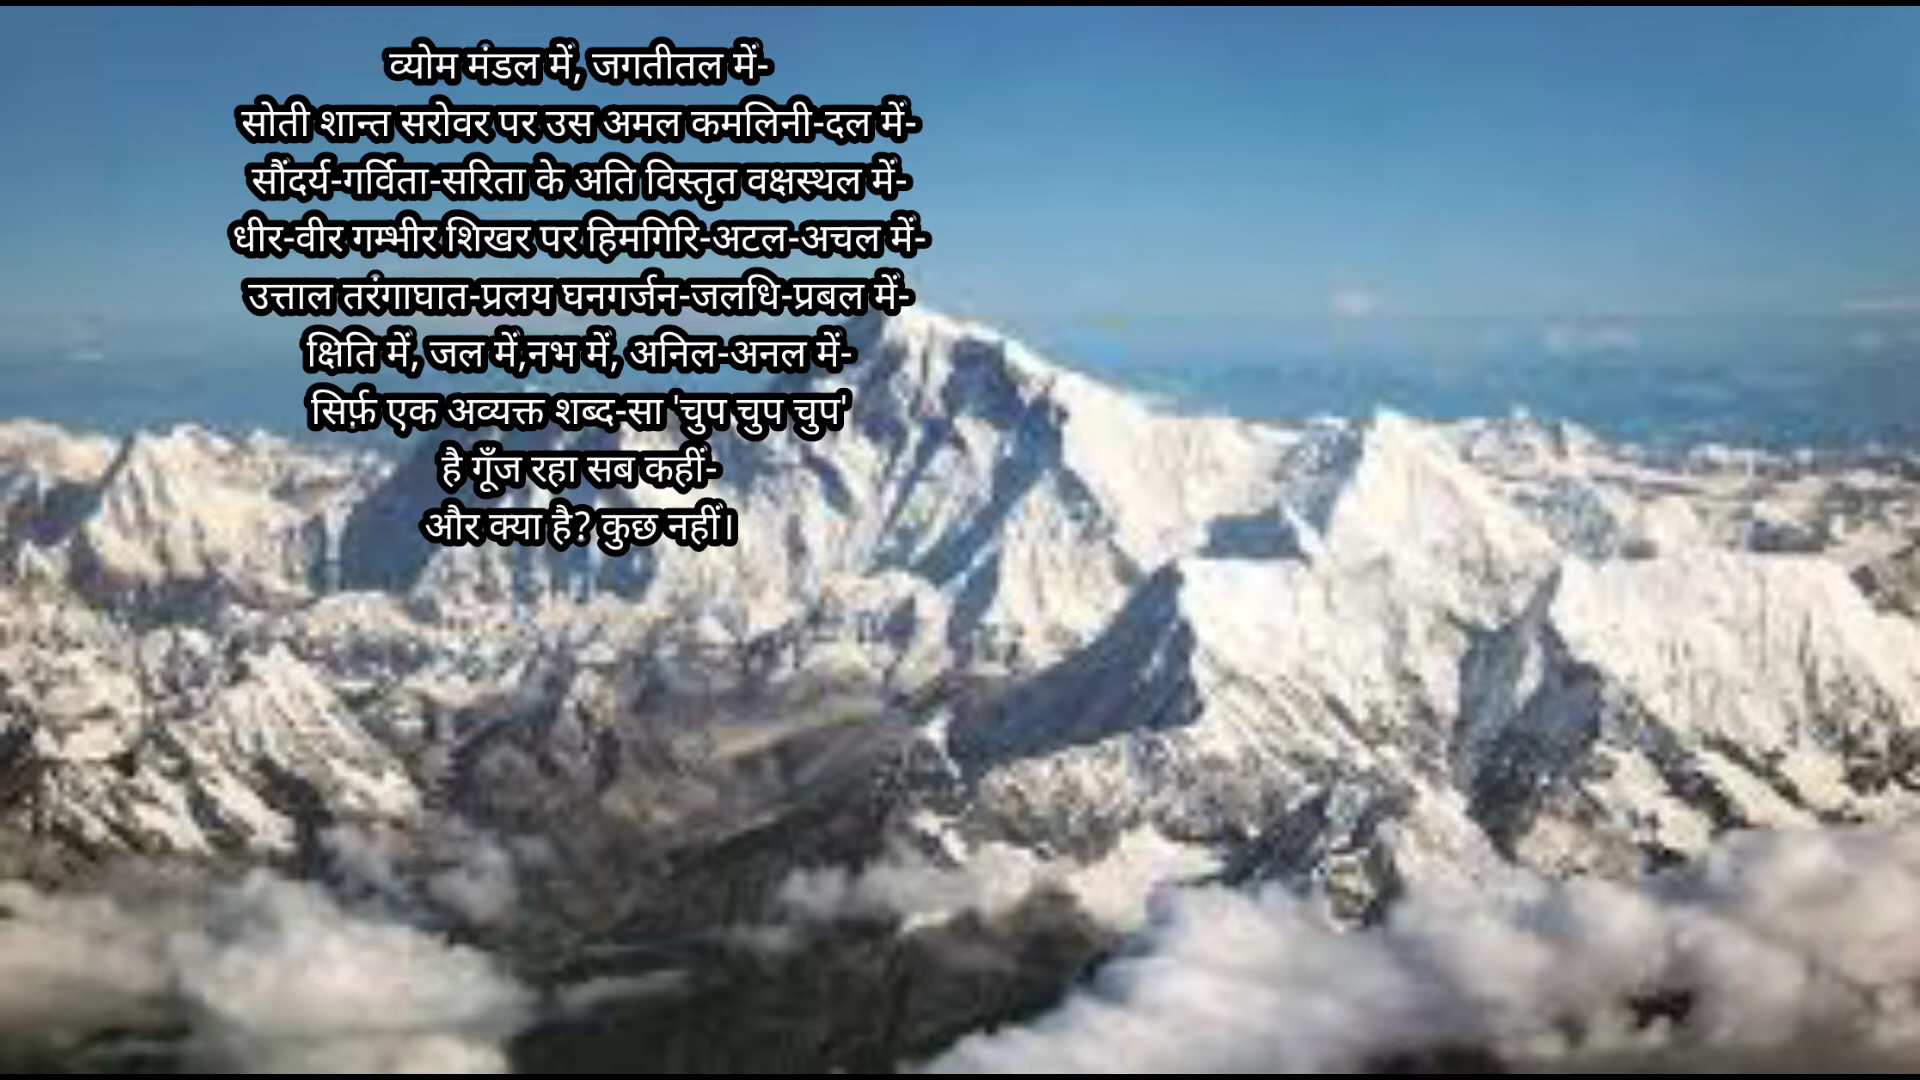 व्योम मंडल में, जगतीतल में-
सोती शान्त सरोवर पर उस अमल कमलिनी-दल में-
सौंदर्य-गर्विता-सरिता के अति विस्तृत वक्षस्थल में-
धीर-वीर गम्भीर शिखर पर हिमगिरि-अटल-अचल में-
उत्ताल तरंगाघात-प्रलय घनगर्जन-जलधि-प्रबल में-
क्षिति में, जल में,नभ में, अनिल-अनल में-
सिर्फ़ एक अव्यक्त शब्द-सा 'चुप चुप चुप'
है गूँज रहा सब कहीं-
और क्या है? कुछ नहीं।